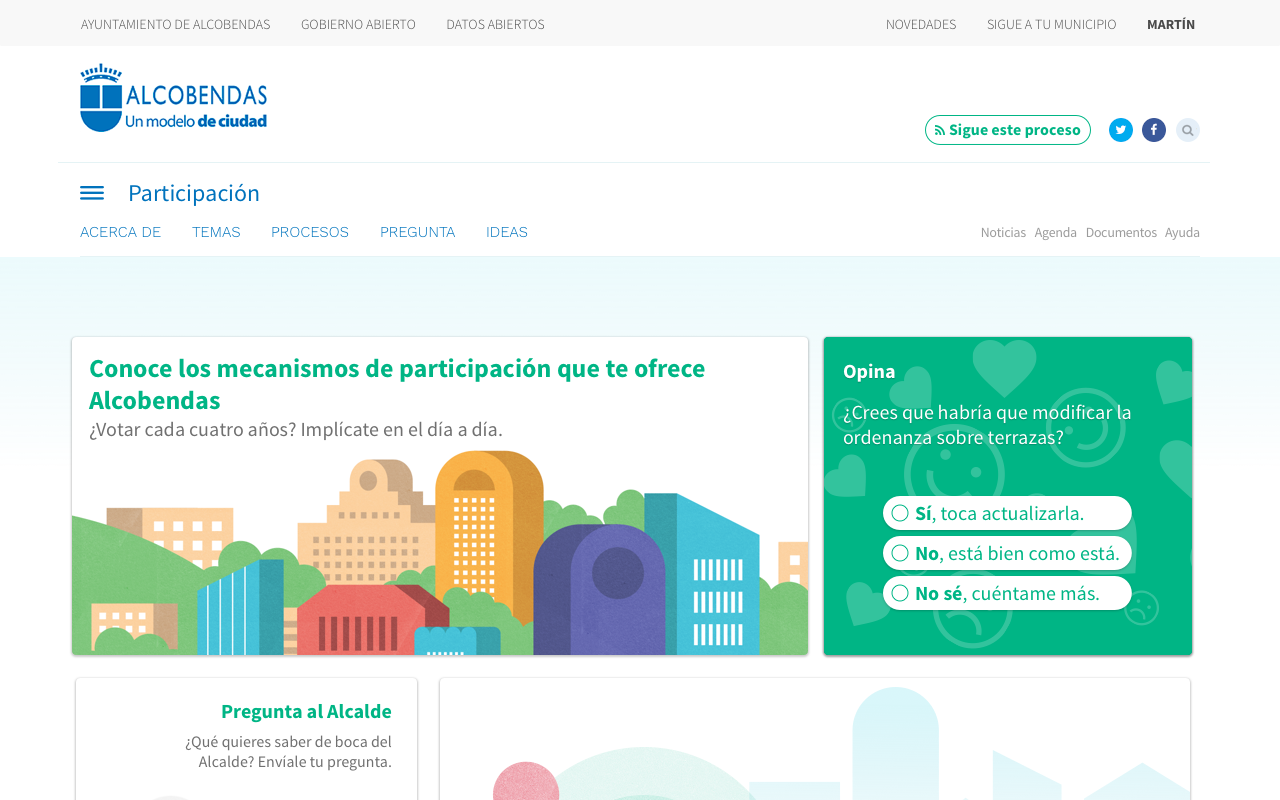 AYUNTAMIENTO DE ALCOBENDAS GOBIERNO ABIERTO DATOS ABIERTOS NOVEDADES SIGUE A TU MUNICIPIO MARTÍN
ALCOBENDAS
Un modelo de ciudad
Sigue este proceso
Participación
ACERCA DE TEMAS PROCESOS PREGUNTA IDEAS Noticias Agenda Documentos Ayuda
Conoce los mecanismos de participación que te ofrece
Alcobendas
¿Votar cada cuatro años? Implícate en el día a día.
Opina
¿Crees que habría que modificar la
ordenanza sobre terrazas?
Sí, toca actualizarla.
No, está bien como está.
No sé, cuéntame más.
Pregunta al Alcalde
¿Qué quieres saber de boca del
Alcalde? Envíale tu pregunta.